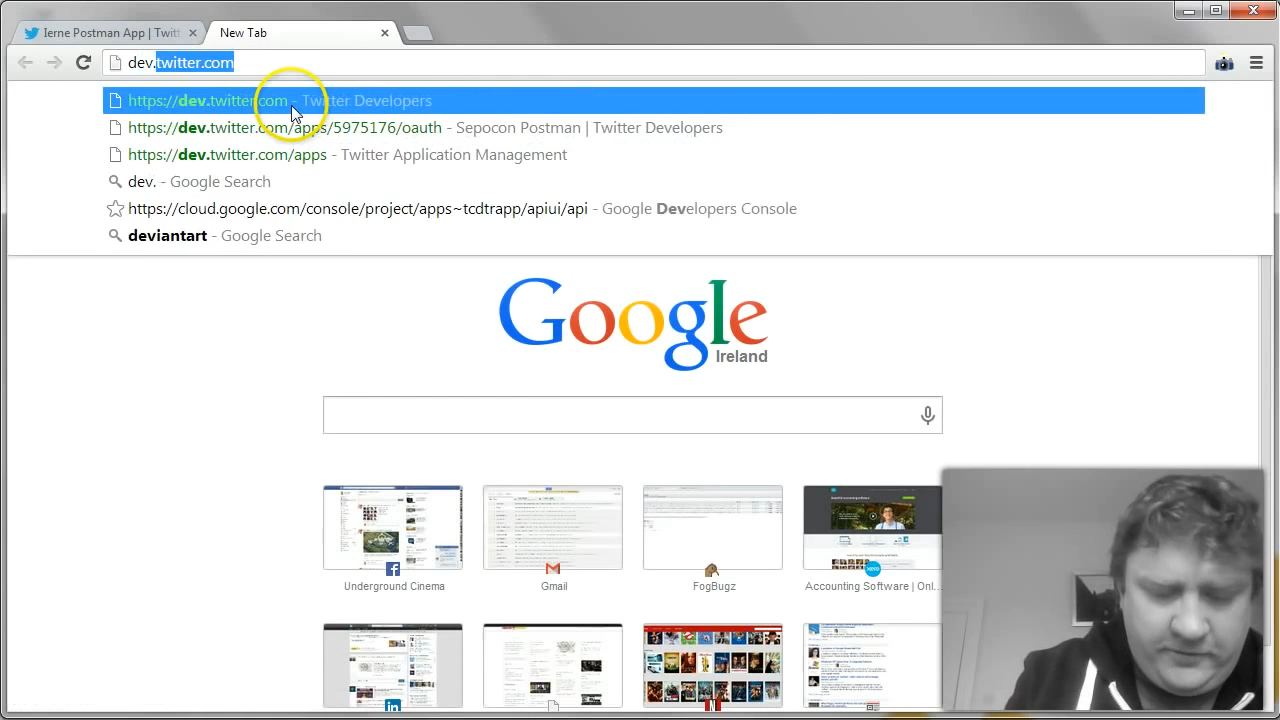 Ierne Postman App | Twitt
New Tab
dev.twitter.com
https://dev.twitter.com - Twitter Developers
https://dev.twitter.com/apps/5975176/oauth - Sepocon Postman | Twitter Developers
https://dev.twitter.com/apps - Twitter Application Management
dev. - Google Search
https://cloud.google.com/console/project/apps~tcdtrapp/apiui/api - Google Developers Console
deviantart - Google Search
Google
Ireland
Underground Cinema
Gmail
FogBugz
Accounting Software | Onl...